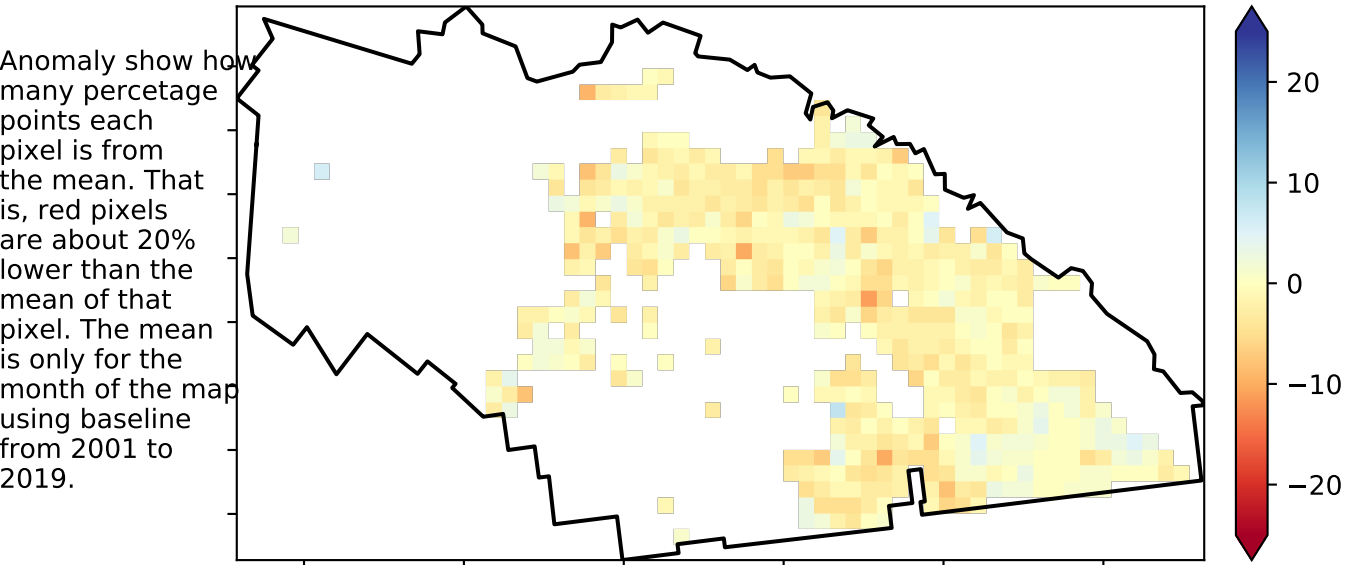 Anomaly show how
many percetage
points each
pixel is from
the mean. That
is, red pixels
are about 20%
lower than the
mean of that
pixel. The mean
is only for the
month of the map
using baseline
from 2001 to
2019.
20
10
0
−10
−20